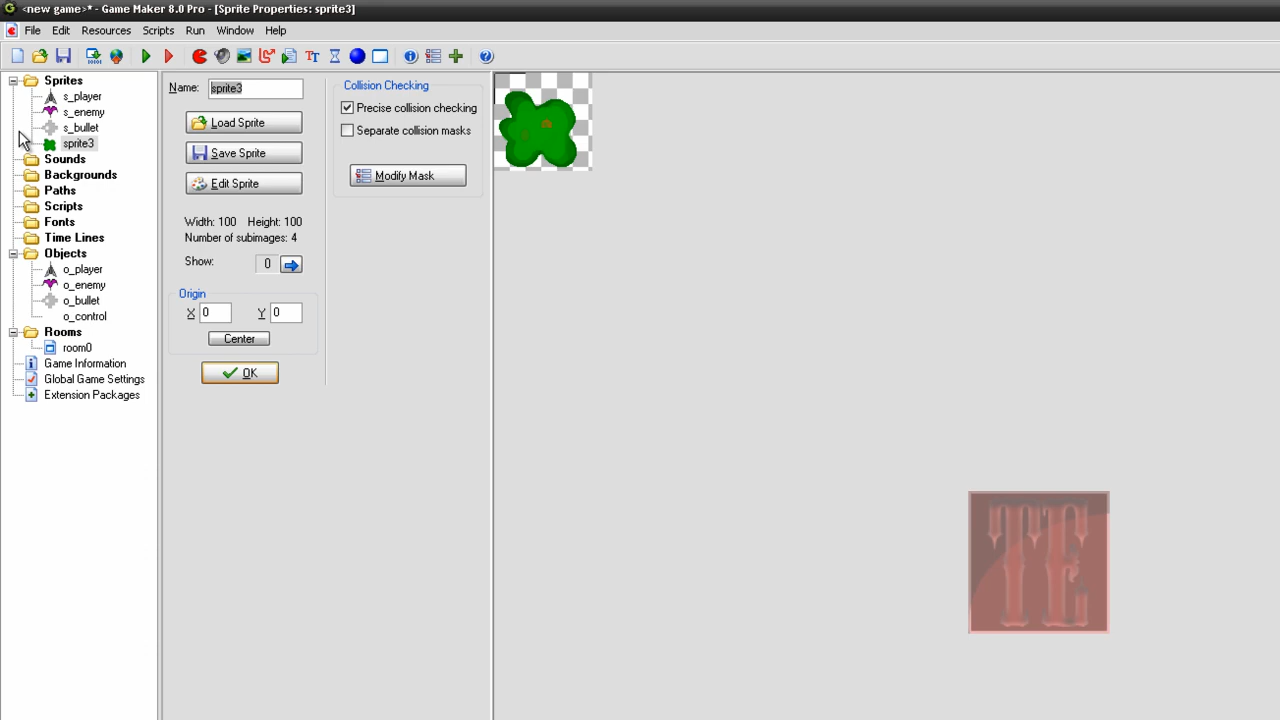 <new game>* - Game Maker 8.0 Pro - [Sprite Properties: sprite3]
File Edit Resources Scripts Run Window Help
Sprites
s_player
s_enemy
s_bullet
sprite3
Sounds
Backgrounds
Paths
Scripts
Fonts
Time Lines
Objects
o_player
o_enemy
o_bullet
o_control
Rooms
room0
Game Information
Global Game Settings
Extension Packages
Name: sprite3
Load Sprite
Save Sprite
Edit Sprite
Width: 100 Height: 100
Number of subimages: 4
Show: 0
Origin
X 0 Y 0
Center
OK
Collision Checking
Precise collision checking
Separate collision masks
Modify Mask
TE